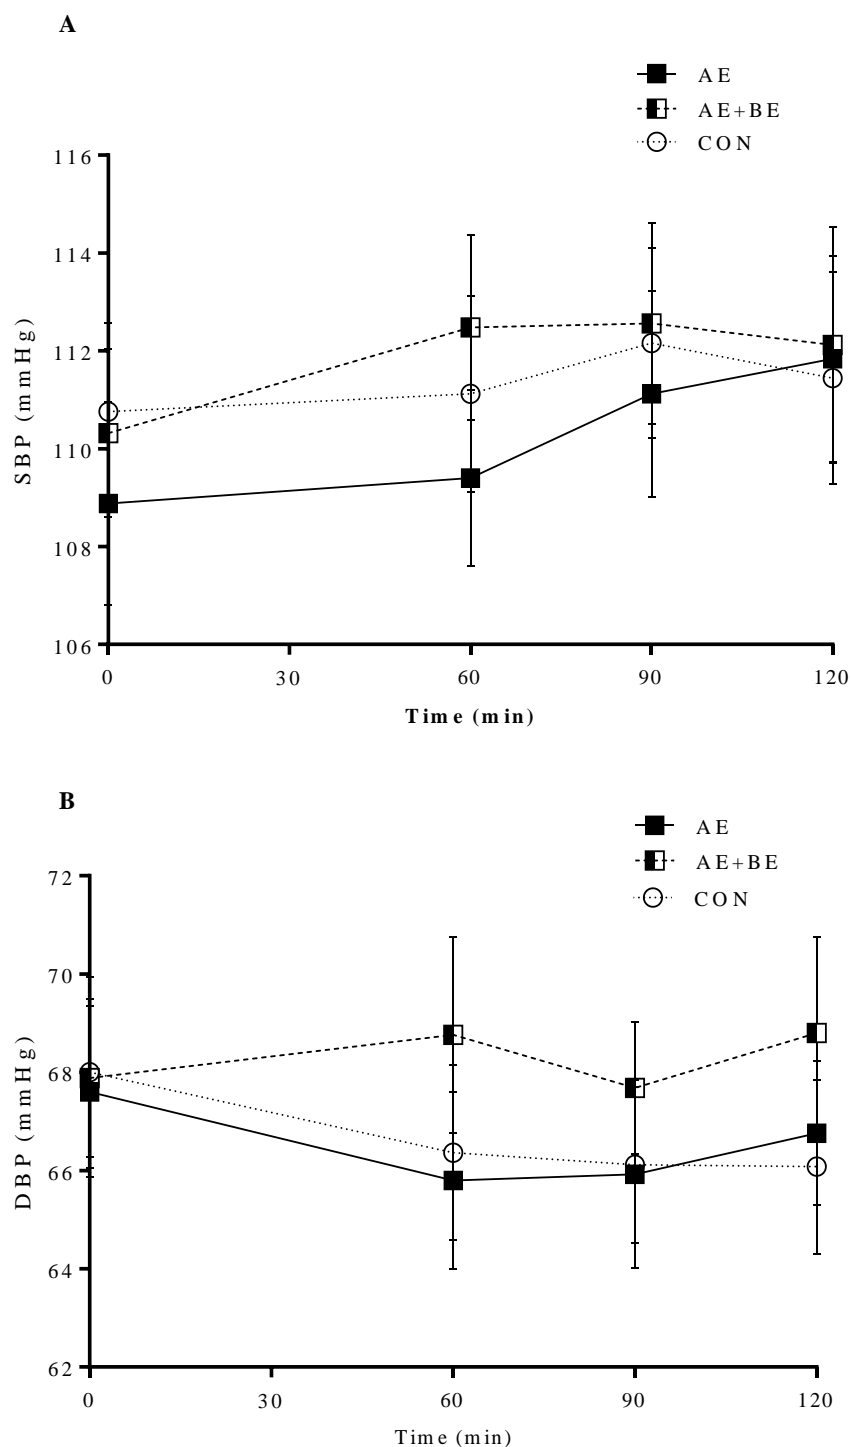 A
AE
AE+BE
CON
116
114
112
110
108
106
SBP (mmHg)
0 30 60 90 120
Time (min)
B
AE
AE+BE
CON
72
70
68
66
64
62
DBP (mmHg)
0 30 60 90 120
Time (min)